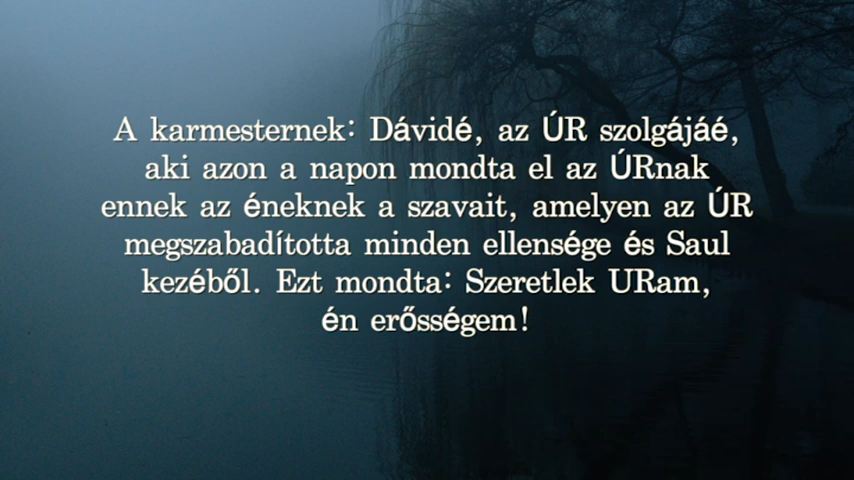 A karmesternek: Dávidé, az ÚR szolgájáé,
aki azon a napon mondta el az ÚRnak
ennek az éneknek a szavait, amelyen az ÚR
megszabadította minden ellensége és Saul
kezéből. Ezt mondta: Szeretlek URam,
én erősségem!